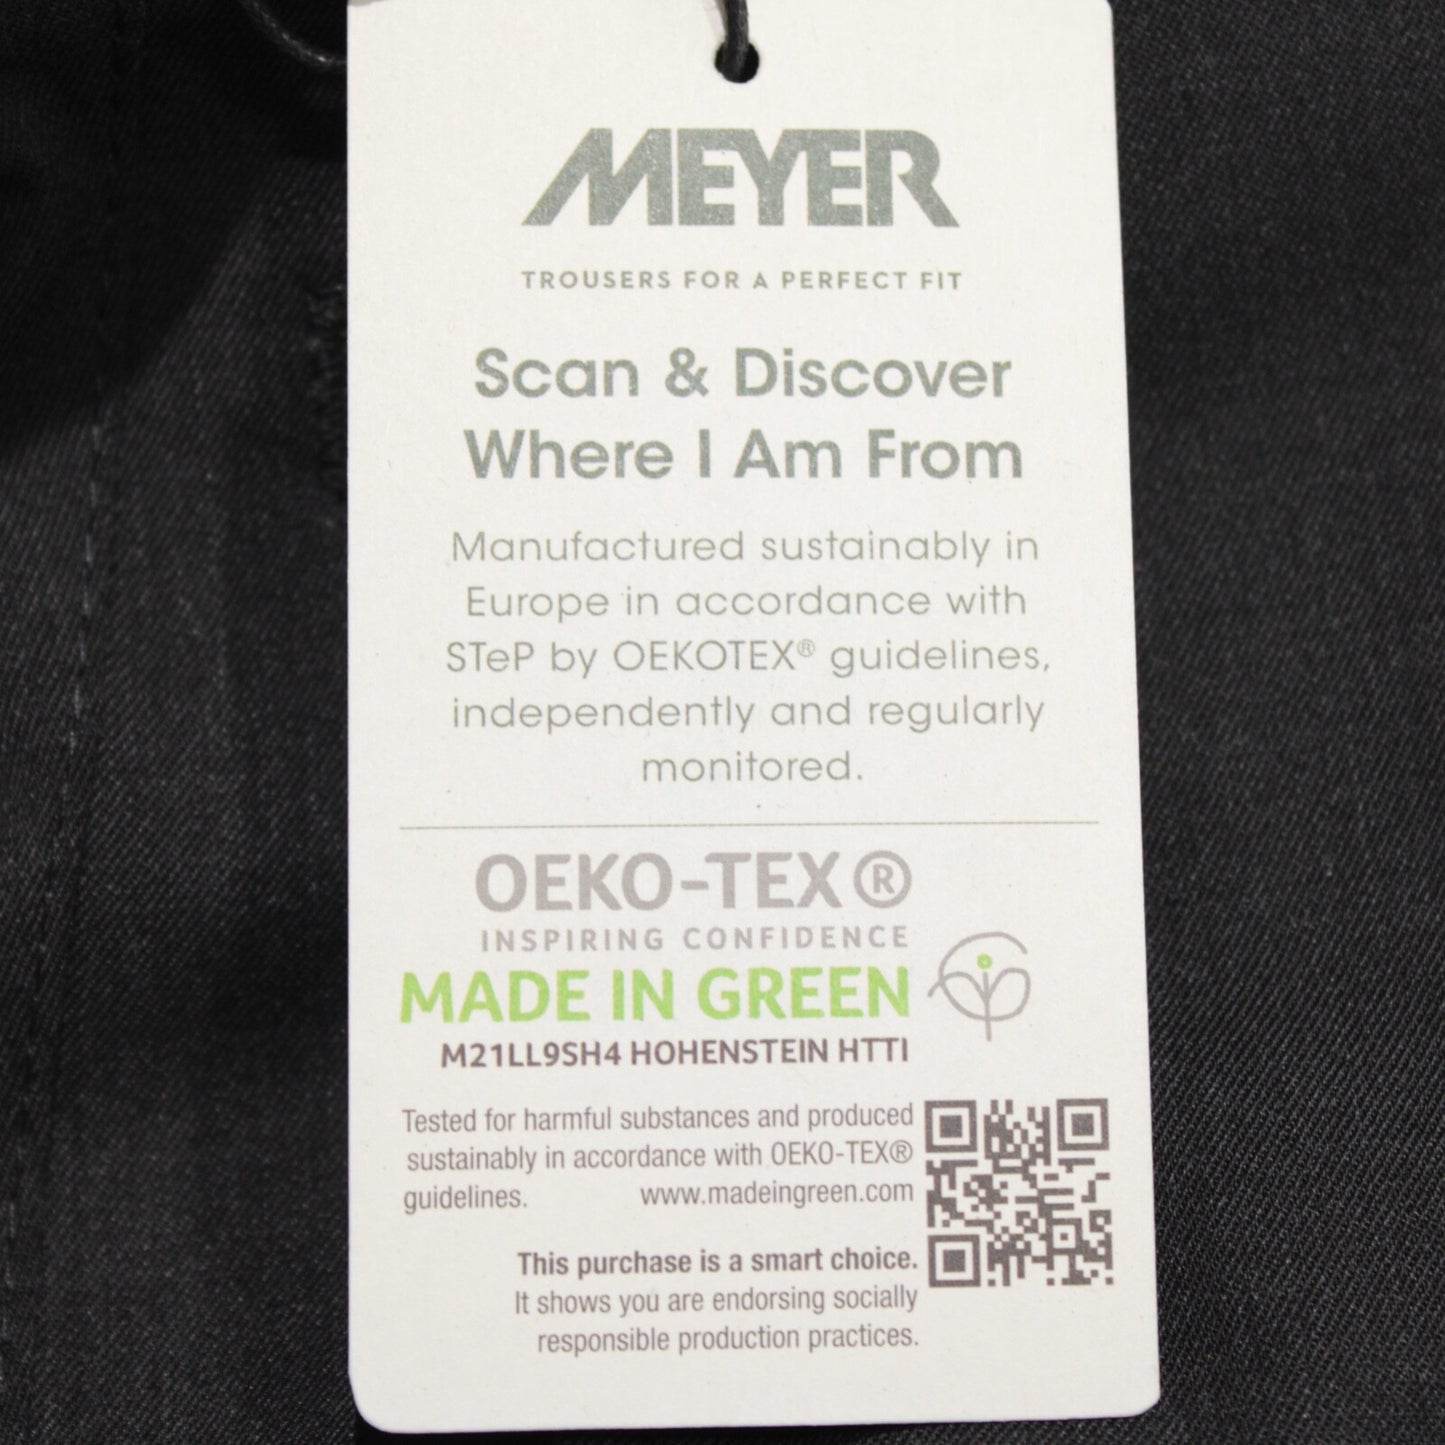 MEYER
TROUSERS FOR A PERFECT FIT
Scan & Discover
Where I Am From
Manufactured sustainably in
Europe in accordance with
STeP by OEKOTEX® guidelines,
independently and regularly
monitored.
OEKO-TEX®
INSPIRING CONFIDENCE
MADE IN GREEN
M21LL9SH4 HOHENSTEIN HTTI
Tested for harmful substances and produced
sustainably in accordance with OEKO-TEX®
guidelines. www.madeingreen.com
This purchase is a smart choice.
It shows you are endorsing socially
responsible production practices.